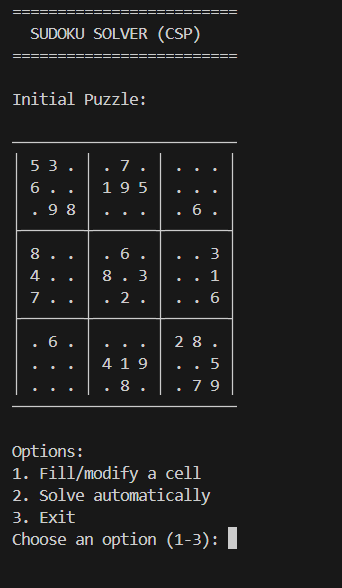 =========================
SUDOKU SOLVER (CSP)
=========================
Initial Puzzle:
5 3 . | . 7 . | . . .
6 . . | 1 9 5 | . . .
. 9 8 | . . . | . 6 .
8 . . | . 6 . | . . 3
4 . . | 8 . 3 | . . 1
7 . . | . 2 . | . . 6
. 6 . | . . . | 2 8 .
. . . | 4 1 9 | . . 5
. . . | . 8 . | . 7 9
Options:
1. Fill/modify a cell
2. Solve automatically
3. Exit
Choose an option (1-3):